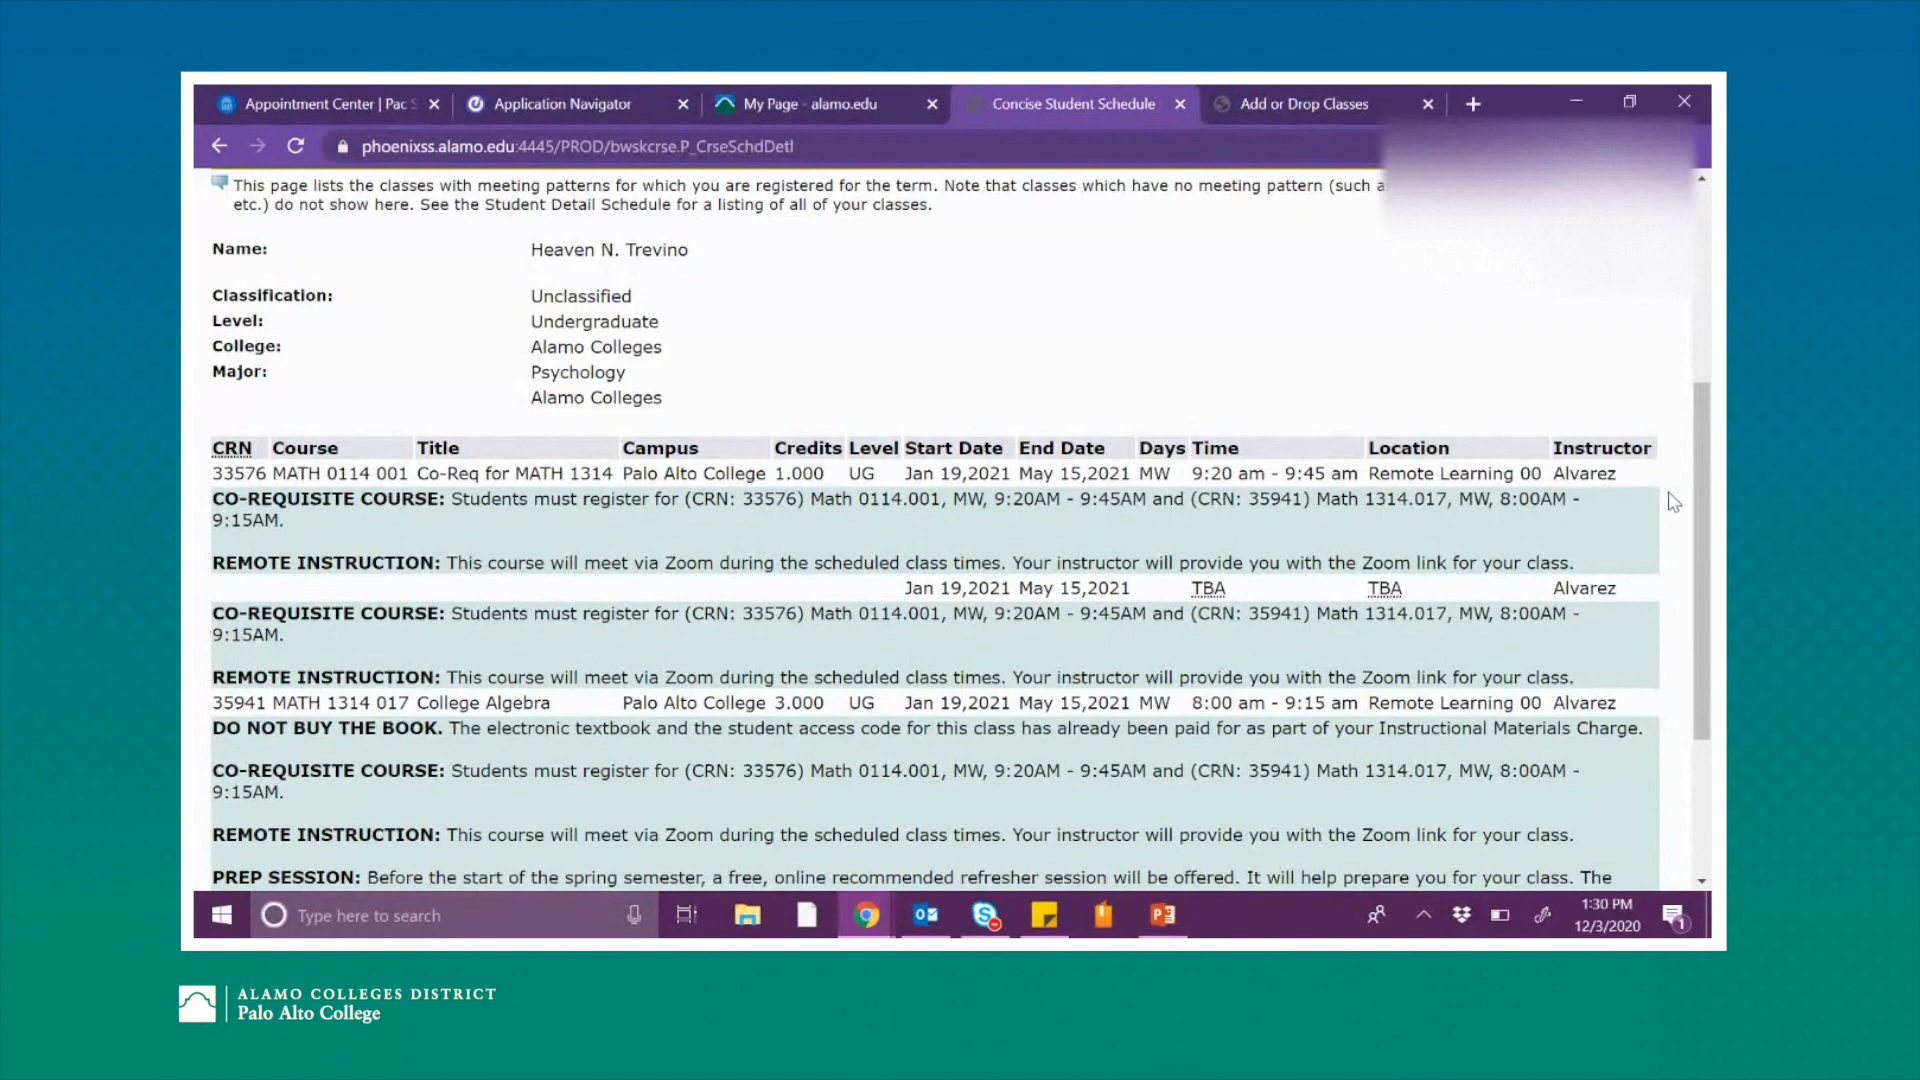 Appointment Center | Pac S
Application Navigator
My Page - alamo.edu
Concise Student Schedule
Add or Drop Classes
phoenixss.alamo.edu:4445/PROD/bwskcrse.P_CrseSchdDetl
This page lists the classes with meeting patterns for which you are registered for the term. Note that classes which have no meeting pattern (such a
etc.) do not show here. See the Student Detail Schedule for a listing of all of your classes.
Name: Heaven N. Trevino
Classification: Unclassified
Level: Undergraduate
College: Alamo Colleges
Major: Psychology
Alamo Colleges
CRN Course Title Campus Credits Level Start Date End Date Days Time Location Instructor
33576 MATH 0114 001 Co-Req for MATH 1314 Palo Alto College 1.000 UG Jan 19,2021 May 15,2021 MW 9:20 am - 9:45 am Remote Learning 00 Alvarez
CO-REQUISITE COURSE: Students must register for (CRN: 33576) Math 0114.001, MW, 9:20AM - 9:45AM and (CRN: 35941) Math 1314.017, MW, 8:00AM -
9:15AM.
REMOTE INSTRUCTION: This course will meet via Zoom during the scheduled class times. Your instructor will provide you with the Zoom link for your class.
Jan 19,2021 May 15,2021 TBA TBA Alvarez
CO-REQUISITE COURSE: Students must register for (CRN: 33576) Math 0114.001, MW, 9:20AM - 9:45AM and (CRN: 35941) Math 1314.017, MW, 8:00AM -
9:15AM.
REMOTE INSTRUCTION: This course will meet via Zoom during the scheduled class times. Your instructor will provide you with the Zoom link for your class.
35941 MATH 1314 017 College Algebra Palo Alto College 3.000 UG Jan 19,2021 May 15,2021 MW 8:00 am - 9:15 am Remote Learning 00 Alvarez
DO NOT BUY THE BOOK. The electronic textbook and the student access code for this class has already been paid for as part of your Instructional Materials Charge.
CO-REQUISITE COURSE: Students must register for (CRN: 33576) Math 0114.001, MW, 9:20AM - 9:45AM and (CRN: 35941) Math 1314.017, MW, 8:00AM -
9:15AM.
REMOTE INSTRUCTION: This course will meet via Zoom during the scheduled class times. Your instructor will provide you with the Zoom link for your class.
PREP SESSION: Before the start of the spring semester, a free, online recommended refresher session will be offered. It will help prepare you for your class. The
Type here to search
1:30 PM
12/3/2020
1
ALAMO COLLEGES DISTRICT
Palo Alto College